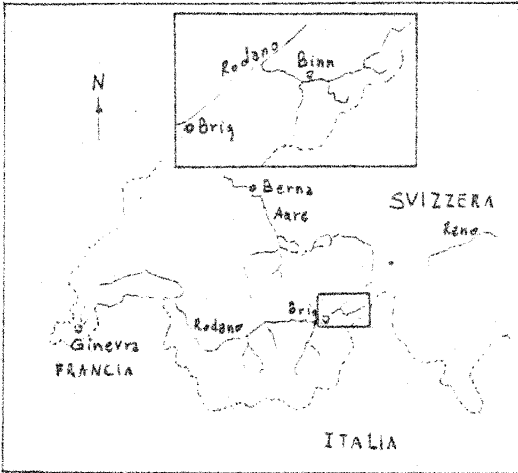 N
Rodano
Binn
Brig
Berna
Aare
SVIZZERA
Reno
Brig
Rodano
Ginevra
FRANCIA
ITALIA